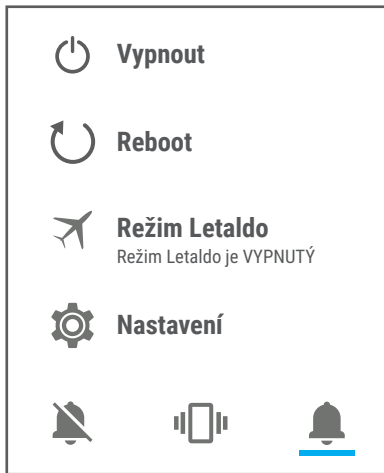 Vypnout
Reboot
Režim Letaldo
Režim Letaldo je VYPNUTÝ
Nastavení